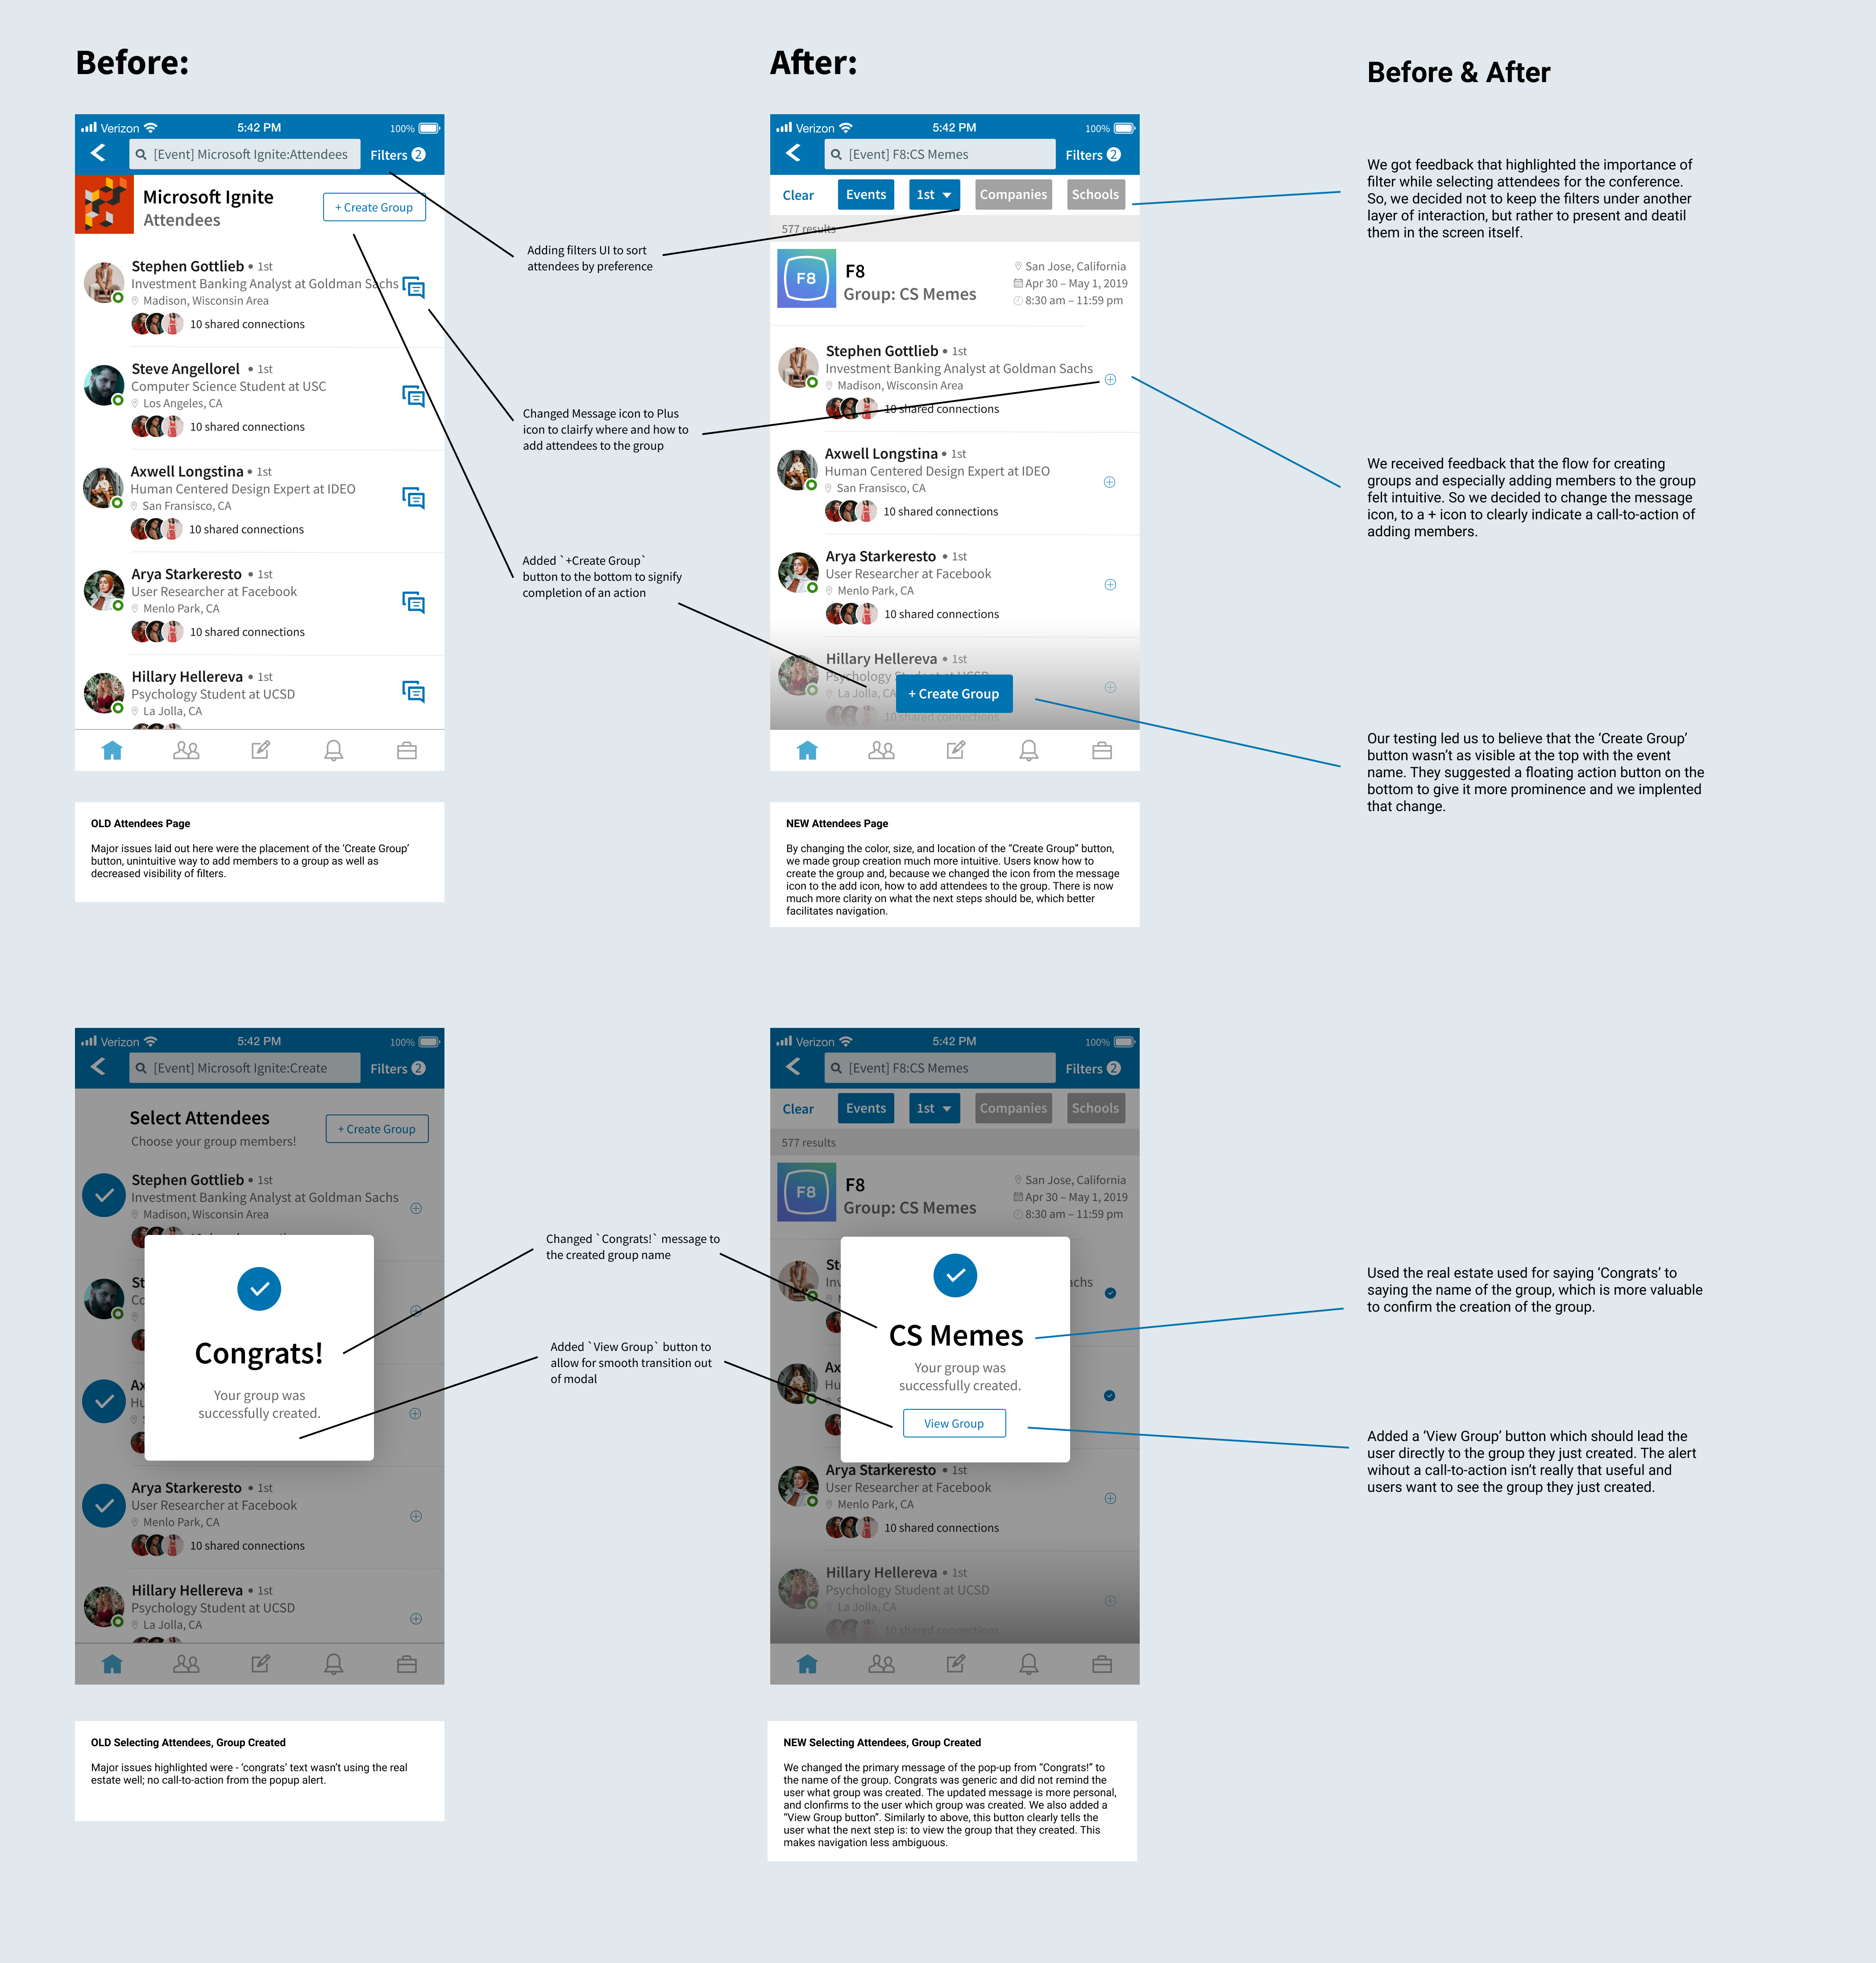 Before:
After:
Before & After
Verizon
5:42 PM
100%
[Event] Microsoft Ignite:Attendees
Filters 2
Microsoft Ignite
Attendees
+ Create Group
Stephen Gottlieb • 1st
Investment Banking Analyst at Goldman Sachs
Madison, Wisconsin Area
10 shared connections
Steve Angellorel • 1st
Computer Science Student at USC
Los Angeles, CA
10 shared connections
Axwell Longstina • 1st
Human Centered Design Expert at IDEO
San Fransisco, CA
10 shared connections
Arya Starkeresto • 1st
User Researcher at Facebook
Menlo Park, CA
10 shared connections
Hillary Hellereva • 1st
Psychology Student at UCSD
La Jolla, CA
Adding filters UI to sort
attendees by preference
Changed Message icon to Plus
icon to clairfy where and how to
add attendees to the group
Added `+Create Group`
button to the bottom to signify
completion of an action
Verizon
5:42 PM
100%
[Event] F8:CS Memes
Filters 2
Clear
Events
1st
Companies
Schools
577 results
F8
F8
Group: CS Memes
San Jose, California
Apr 30 – May 1, 2019
8:30 am – 11:59 pm
Stephen Gottlieb • 1st
Investment Banking Analyst at Goldman Sachs
Madison, Wisconsin Area
10 shared connections
Axwell Longstina • 1st
Human Centered Design Expert at IDEO
San Fransisco, CA
10 shared connections
Arya Starkeresto • 1st
User Researcher at Facebook
Menlo Park, CA
10 shared connections
Hillary Hellereva • 1st
Psychology Student at UCSD
La Jolla, CA
+ Create Group
10 shared connections
We got feedback that highlighted the importance of
filter while selecting attendees for the conference.
So, we decided not to keep the filters under another
layer of interaction, but rather to present and deatil
them in the screen itself.
We received feedback that the flow for creating
groups and especially adding members to the group
felt intuitive. So we decided to change the message
icon, to a + icon to clearly indicate a call-to-action of
adding members.
Our testing led us to believe that the ‘Create Group’
button wasn’t as visible at the top with the event
name. They suggested a floating action button on the
bottom to give it more prominence and we implented
that change.
OLD Attendees Page
Major issues laid out here were the placement of the ‘Create Group’
button, unintuitive way to add members to a group as well as
decreased visibility of filters.
NEW Attendees Page
By changing the color, size, and location of the “Create Group” button,
we made group creation much more intuitive. Users know how to
create the group and, because we changed the icon from the message
icon to the add icon, how to add attendees to the group. There is now
much more clarity on what the next steps should be, which better
facilitates navigation.
Verizon
5:42 PM
100%
[Event] Microsoft Ignite:Create
Filters 2
Select Attendees
Choose your group members!
+ Create Group
Stephen Gottlieb • 1st
Investment Banking Analyst at Goldman Sachs
Madison, Wisconsin Area
St
Co
Ax
Hu
Congrats!
Your group was
successfully created.
Arya Starkeresto • 1st
User Researcher at Facebook
Menlo Park, CA
10 shared connections
Hillary Hellereva • 1st
Psychology Student at UCSD
La Jolla, CA
Changed `Congrats!` message to
the created group name
Added `View Group` button to
allow for smooth transition out
of modal
Verizon
5:42 PM
100%
[Event] F8:CS Memes
Filters 2
Clear
Events
1st
Companies
Schools
577 results
F8
F8
Group: CS Memes
San Jose, California
Apr 30 – May 1, 2019
8:30 am – 11:59 pm
St
Inv
achs
Ax
Hu
CS Memes
Your group was
successfully created.
View Group
Arya Starkeresto • 1st
User Researcher at Facebook
Menlo Park, CA
10 shared connections
Hillary Hellereva • 1st
Psychology Student at UCSD
La Jolla, CA
10 shared connections
Used the real estate used for saying ‘Congrats’ to
saying the name of the group, which is more valuable
to confirm the creation of the group.
Added a ‘View Group’ button which should lead the
user directly to the group they just created. The alert
wihout a call-to-action isn’t really that useful and
users want to see the group they just created.
OLD Selecting Attendees, Group Created
Major issues highlighted were - ‘congrats’ text wasn’t using the real
estate well; no call-to-action from the popup alert.
NEW Selecting Attendees, Group Created
We changed the primary message of the pop-up from “Congrats!” to
the name of the group. Congrats was generic and did not remind the
user what group was created. The updated message is more personal,
and clonfirms to the user which group was created. We also added a
“View Group button”. Similarly to above, this button clearly tells the
user what the next step is: to view the group that they created. This
makes navigation less ambiguous.